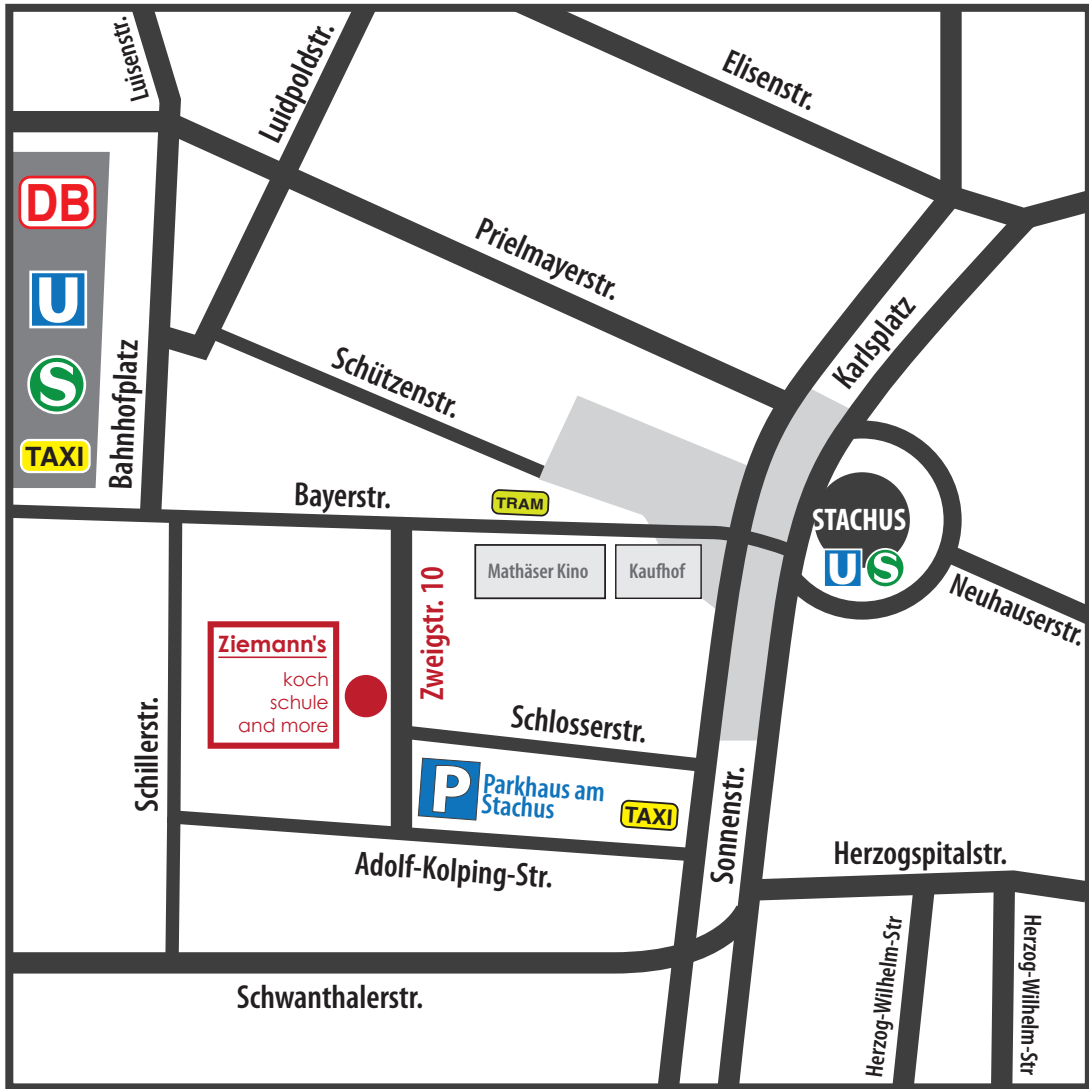 Luisenstr.
Luidpoldstr.
Elisenstr.
DB
U
S
TAXI
Bahnhofplatz
Prielmayerstr.
Karlsplatz
Schützenstr.
Bayerstr.
TRAM
STACHUS
U S
Mathäser Kino
Kaufhof
Neuhauserstr.
Zweigstr. 10
Ziemann's
koch
schule
and more
Schillerstr.
Schlosserstr.
P
Parkhaus am
Stachus
TAXI
Sonnenstr.
Adolf-Kolping-Str.
Herzogspitalstr.
Herzog-Wilhelm-Str
Herzog-Wilhelm-Str
Schwanthalerstr.